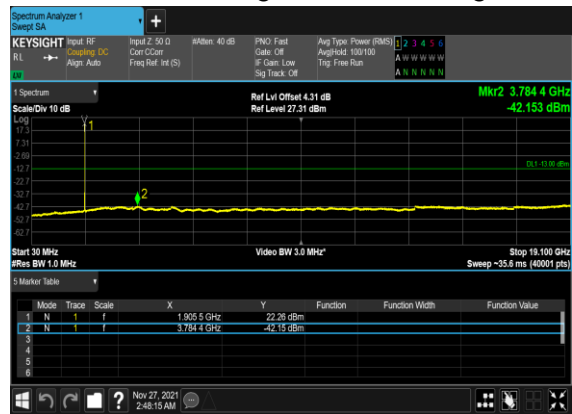 Spectrum Analyzer 1
Swept SA
+
KEYSIGHT Input: RF Input Z: 50 Ω #Atten: 40 dB PNO: Fast Avg Type: Power (RMS) 1 2 3 4 5 6
RL Coupling: DC Corr CCorr Gate: Off Avg|Hold: 100/100 A W W W W W
Align: Auto Freq Ref: Int (S) IF Gain: Low Trig: Free Run
Sig Track: Off A N N N N N
1 Spectrum Ref Lvl Offset 4.31 dB Mkr2 3.784 4 GHz
Scale/Div 10 dB Ref Level 27.31 dBm -42.153 dBm
Log
17.3
1
7.31
-2.69
-12.7 DL1 -13.00 dBm
-22.7
-32.7
2
-42.7
-52.7
-62.7
Start 30 MHz Video BW 3.0 MHz* Stop 19.100 GHz
#Res BW 1.0 MHz Sweep ~35.6 ms (40001 pts)
5 Marker Table
Mode Trace Scale X Y Function Function Width Function Value
1 N 1 f 1.905 5 GHz 22.26 dBm
2 N 1 f 3.784 4 GHz -42.15 dBm
3
4
5
6
? Nov 27, 2021
2:48:15 AM